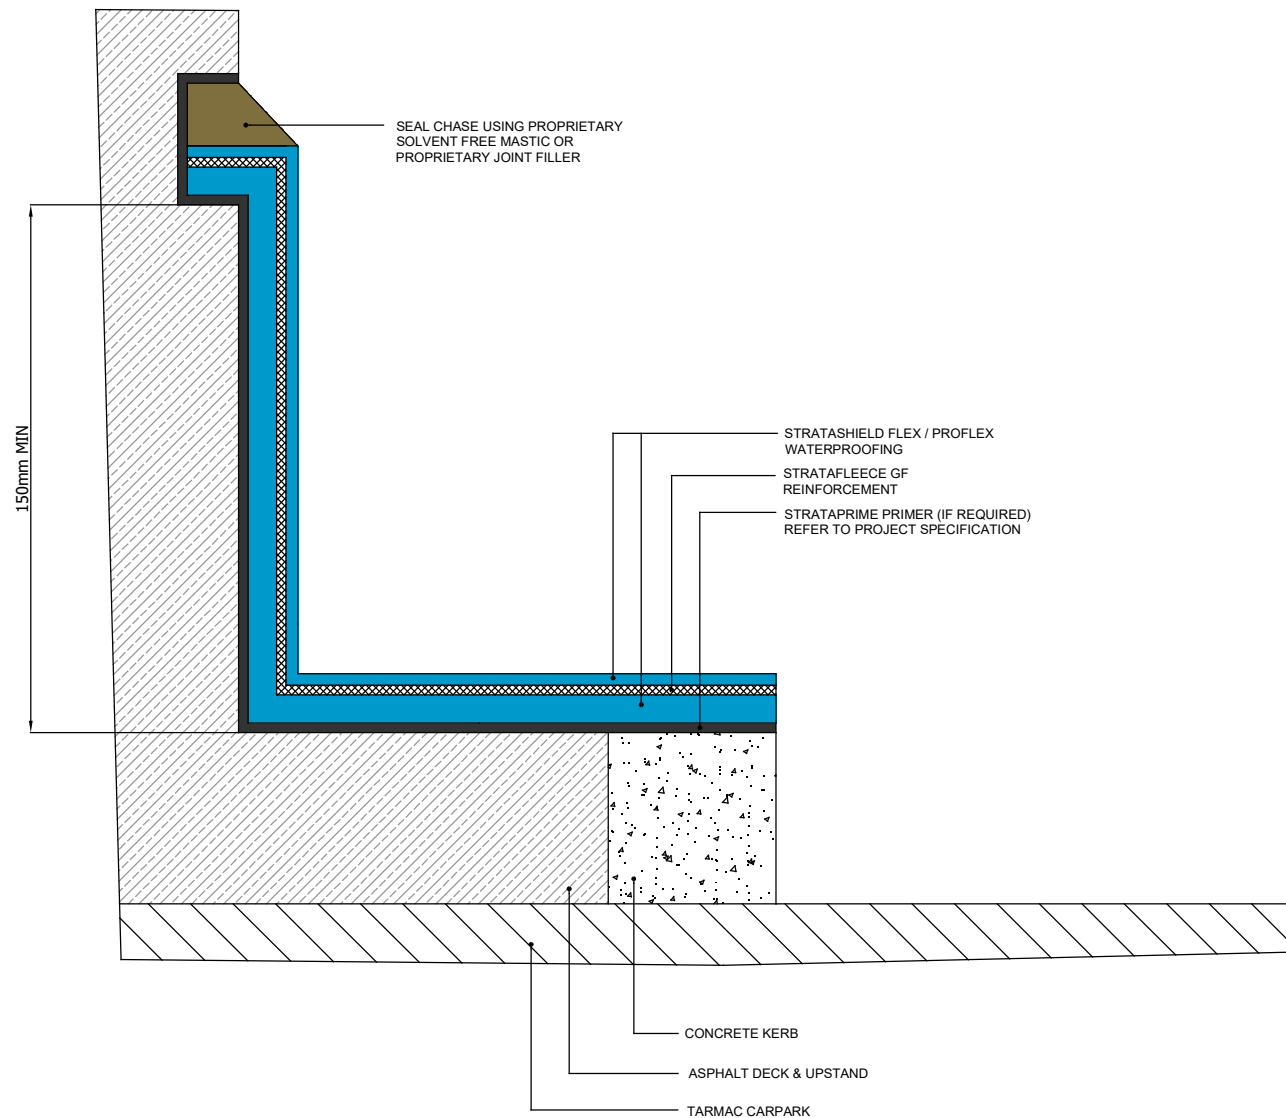 SEAL CHASE USING PROPRIETARY
SOLVENT FREE MASTIC OR
PROPRIETARY JOINT FILLER
150mm MIN
STRATASHIELD FLEX / PROFLEX
WATERPROOFING
STRATAFLEECE GF
REINFORCEMENT
STRATAPRIME PRIMER (IF REQUIRED)
REFER TO PROJECT SPECIFICATION
CONCRETE KERB
ASPHALT DECK & UPSTAND
TARMAC CARPARK